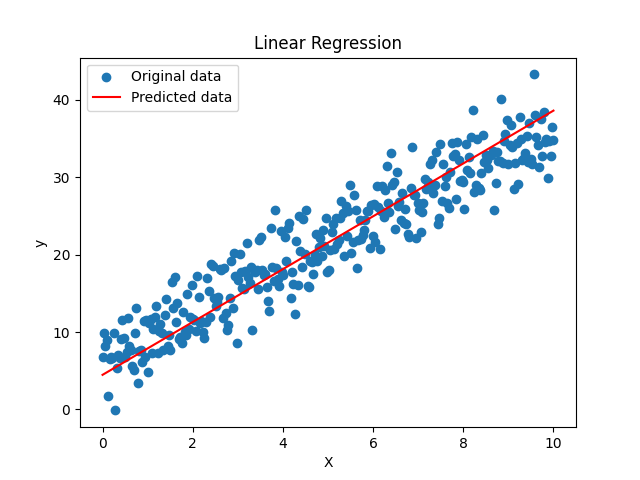 Linear Regression
Original data
Predicted data
40
30
20
10
0
y
0 2 4 6 8 10
X